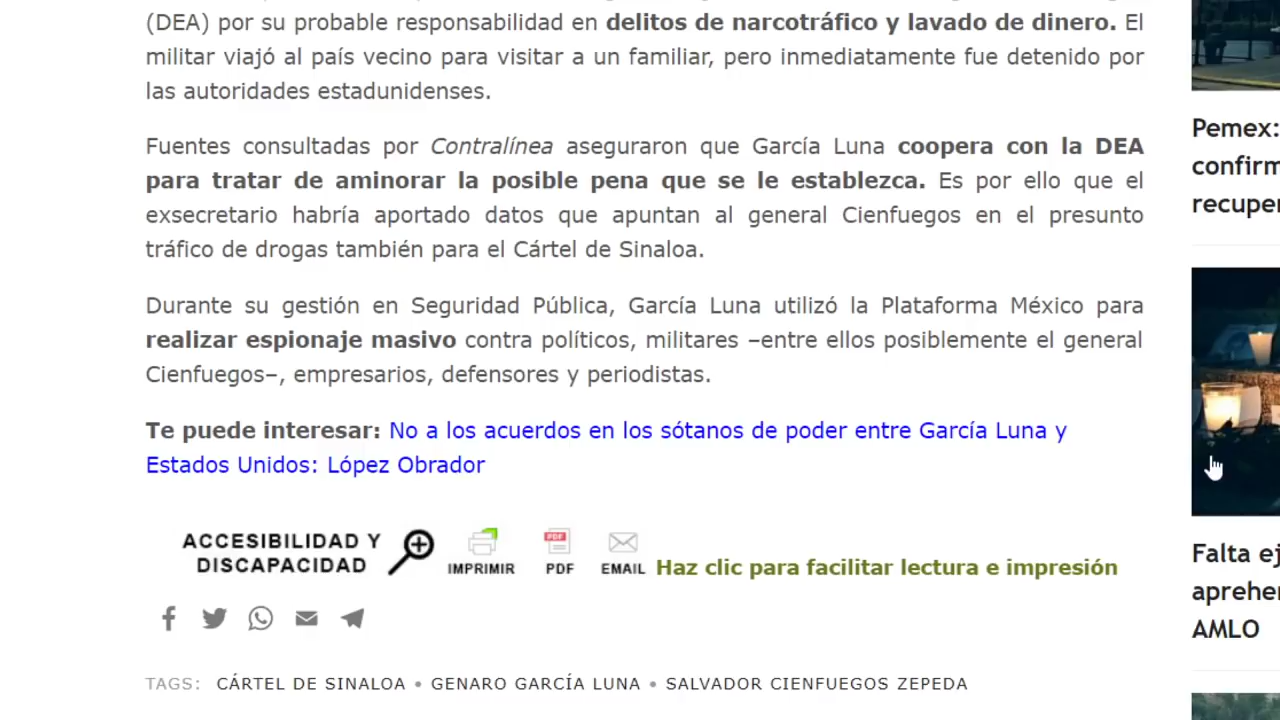 (DEA) por su probable responsabilidad en delitos de narcotráfico y lavado de dinero. El
militar viajó al país vecino para visitar a un familiar, pero inmediatamente fue detenido por
las autoridades estadunidenses.
Fuentes consultadas por Contralínea aseguraron que García Luna coopera con la DEA
para tratar de aminorar la posible pena que se le establezca. Es por ello que el
exsecretario habría aportado datos que apuntan al general Cienfuegos en el presunto
tráfico de drogas también para el Cártel de Sinaloa.
Durante su gestión en Seguridad Pública, García Luna utilizó la Plataforma México para
realizar espionaje masivo contra políticos, militares –entre ellos posiblemente el general
Cienfuegos–, empresarios, defensores y periodistas.
Te puede interesar: No a los acuerdos en los sótanos de poder entre García Luna y
Estados Unidos: López Obrador
ACCESIBILIDAD Y
DISCAPACIDAD
IMPRIMIR PDF EMAIL Haz clic para facilitar lectura e impresión
TAGS: CÁRTEL DE SINALOA • GENARO GARCÍA LUNA • SALVADOR CIENFUEGOS ZEPEDA
Pemex:
confirm
recuper
Falta ej
aprehen
AMLO